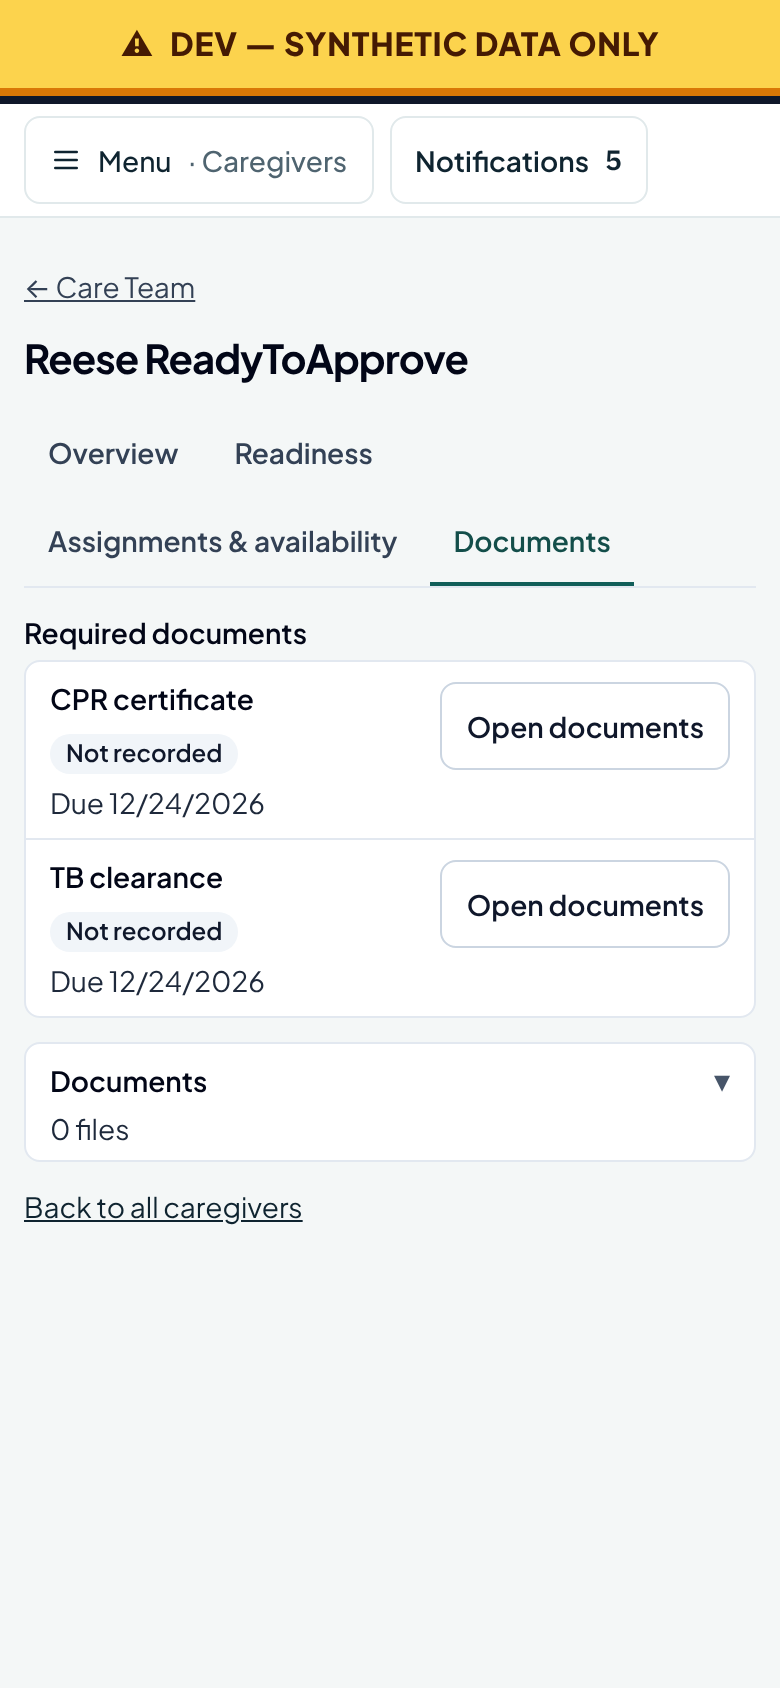 ⚠ DEV — SYNTHETIC DATA ONLY
☰ Menu · Caregivers Notifications 5
← Care Team
Reese ReadyToApprove
Overview Readiness
Assignments & availability Documents
Required documents
CPR certificate
Open documents
Not recorded
Due 12/24/2026
TB clearance
Open documents
Not recorded
Due 12/24/2026
Documents ▼
0 files
Back to all caregivers